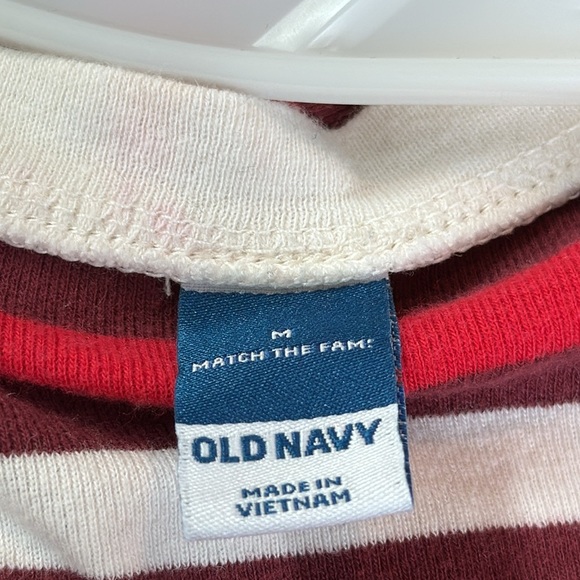 M
MATCH THE FAM!
OLD NAVY
MADE IN
VIETNAM